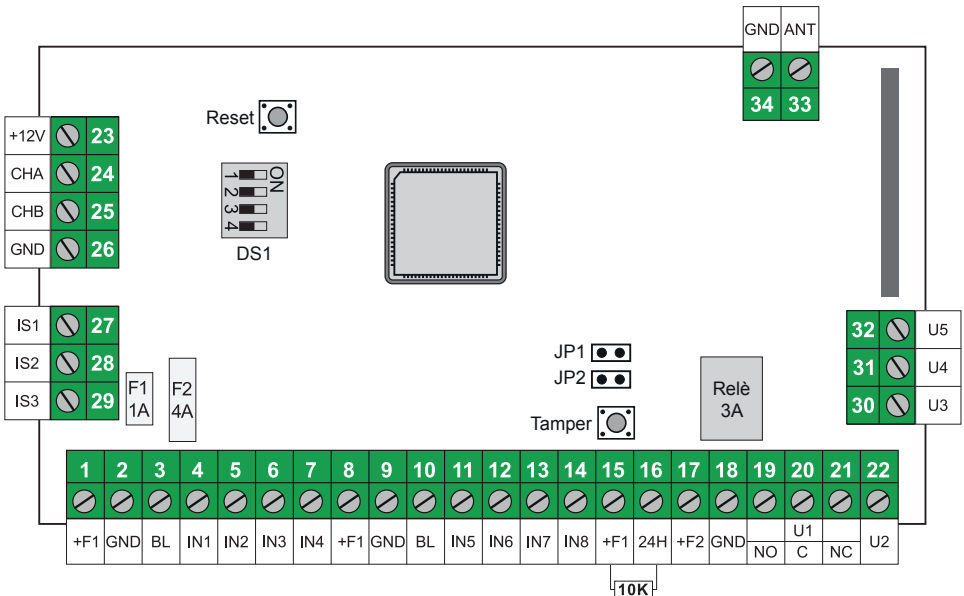 GND ANT
34 33
Reset
+12V 23
CHA 24
CHB 25
GND 26
ON
1
2
3
4
DS1
IS1 27
IS2 28
IS3 29
F1
1A
F2
4A
JP1
JP2
Tamper
Relè
3A
32 U5
31 U4
30 U3
1 2 3 4 5 6 7 8 9 10 11 12 13 14 15 16 17 18 19 20 21 22
+F1 GND BL IN1 IN2 IN3 IN4 +F1 GND BL IN5 IN6 IN7 IN8 +F1 24H +F2 GND U1 U2
NO C NC
10K